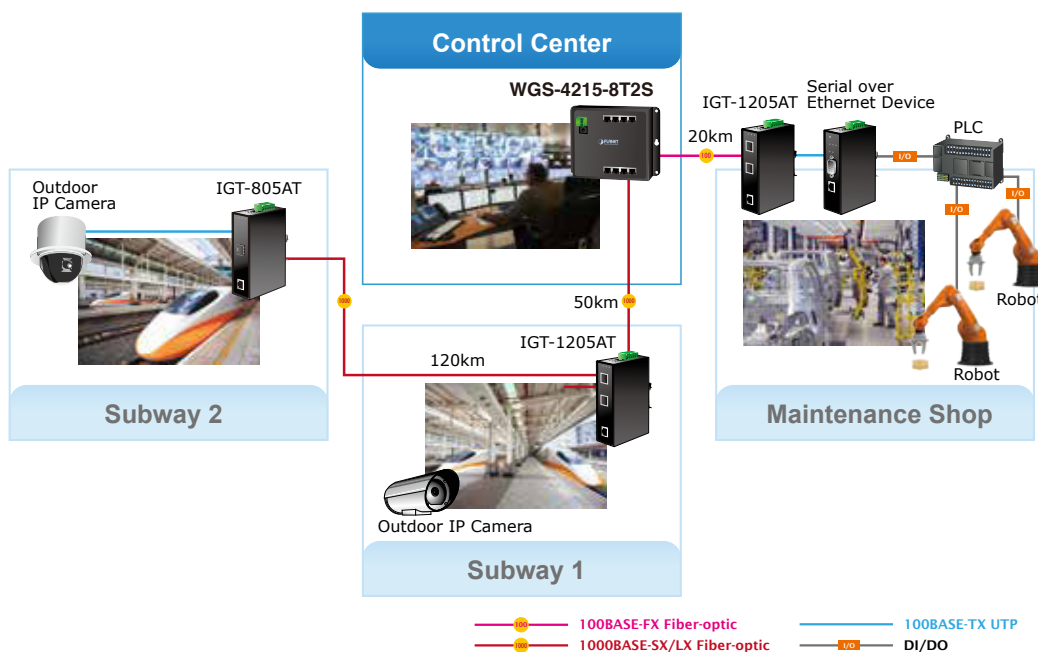 Control Center
WGS-4215-8T2S
PLANET
20km
100
IGT-1205AT
Serial over
Ethernet Device
I/O
PLC
I/O
I/O
Robot
Robot
Maintenance Shop
Outdoor
IP Camera
IGT-805AT
1000
Subway 2
50km
1000
120km
IGT-1205AT
Outdoor IP Camera
Subway 1
100
100BASE-FX Fiber-optic
100BASE-TX UTP
1000
1000BASE-SX/LX Fiber-optic
I/O
DI/DO